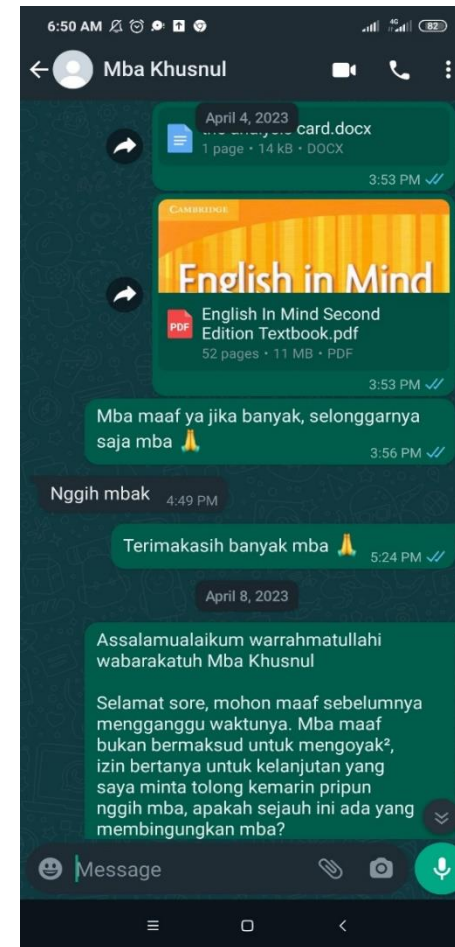 6:50 AM
4G
82
Mba Khusnul
April 4, 2023
card.docx
1 page • 14 kB • DOCX
3:53 PM
CAMBRIDGE
English in Mind
PDF
English In Mind Second
Edition Textbook.pdf
52 pages • 11 MB • PDF
3:53 PM
Mba maaf ya jika banyak, selonggarnya
saja mba 🙏
3:56 PM
Nggih mbak
4:49 PM
Terimakasih banyak mba 🙏
5:24 PM
April 8, 2023
Assalamualaikum warrahmatullahi
wabarakatuh Mba Khusnul
Selamat sore, mohon maaf sebelumnya
mengganggu waktunya. Mba maaf
bukan bermaksud untuk mengoyak²,
izin bertanya untuk kelanjutan yang
saya minta tolong kemarin pripun
nggih mba, apakah sejauh ini ada yang
membingungkan mba?
Message